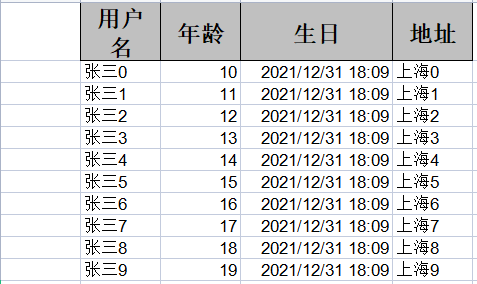 用户名 年龄 生日 地址
张三0 10 2021/12/31 18:09 上海0
张三1 11 2021/12/31 18:09 上海1
张三2 12 2021/12/31 18:09 上海2
张三3 13 2021/12/31 18:09 上海3
张三4 14 2021/12/31 18:09 上海4
张三5 15 2021/12/31 18:09 上海5
张三6 16 2021/12/31 18:09 上海6
张三7 17 2021/12/31 18:09 上海7
张三8 18 2021/12/31 18:09 上海8
张三9 19 2021/12/31 18:09 上海9